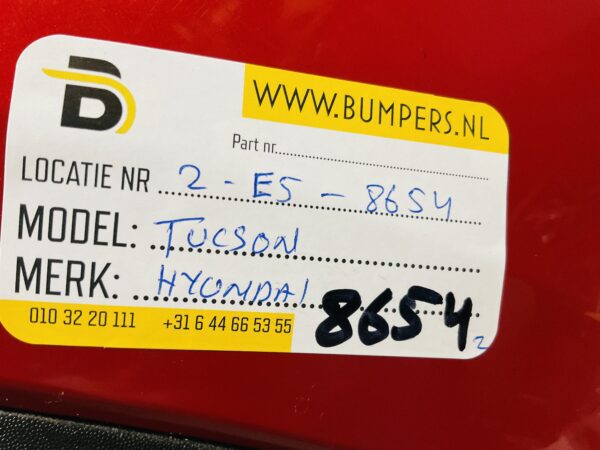 B
WWW.BUMPERS.NL
Part nr.
LOCATIE NR 2 - E5 - 8654
MODEL: TUCSON
MERK: HYUNDAI
010 32 20 111 +31 6 44 66 53 55
8654 2